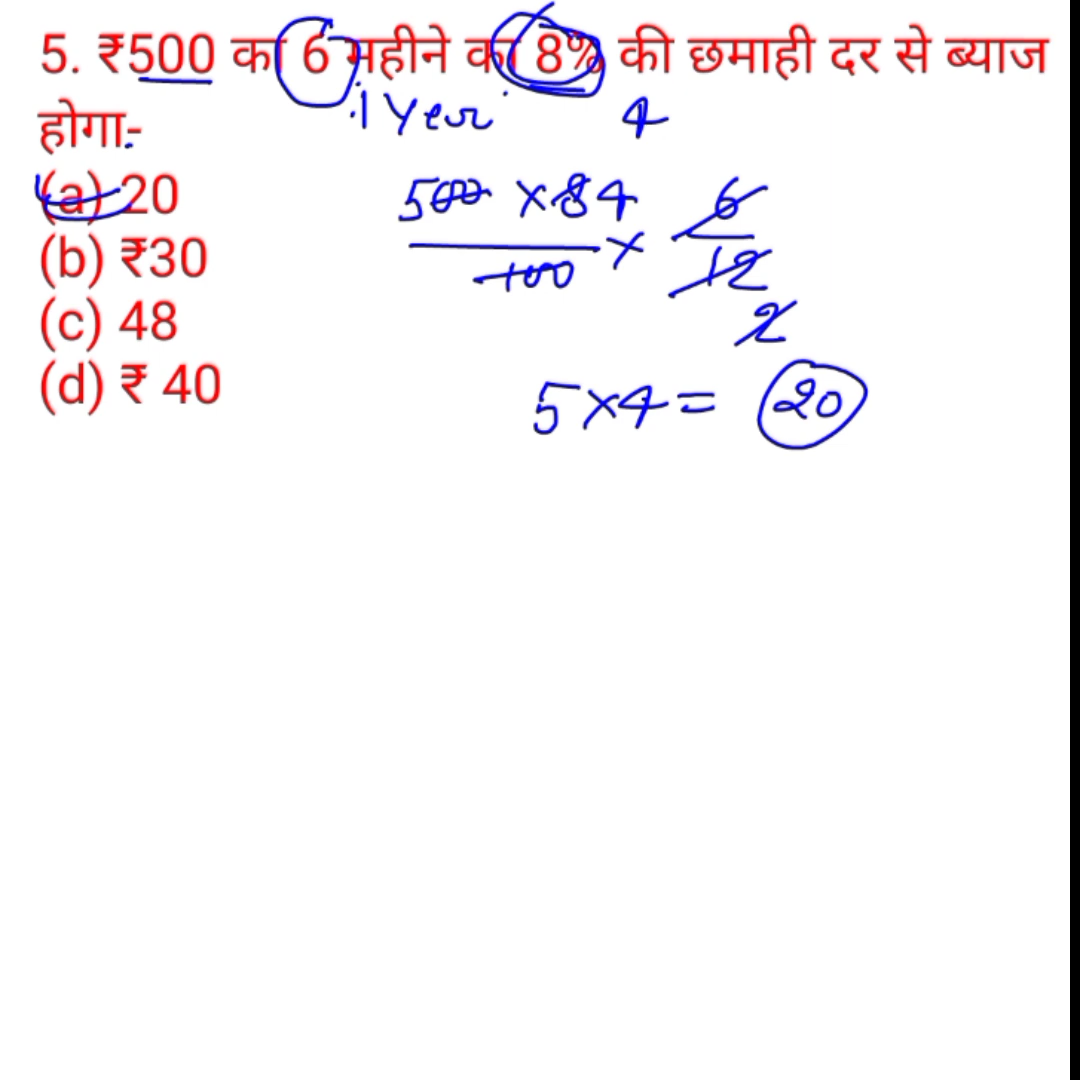 5. ₹500 का 6 महीने का 8% की छमाही दर से ब्याज
होगा:-
1 Year 4
(a) 20
(b) ₹30
(c) 48
(d) ₹ 40
500 × 8 4 × 6
100 12
2
5×4= 20